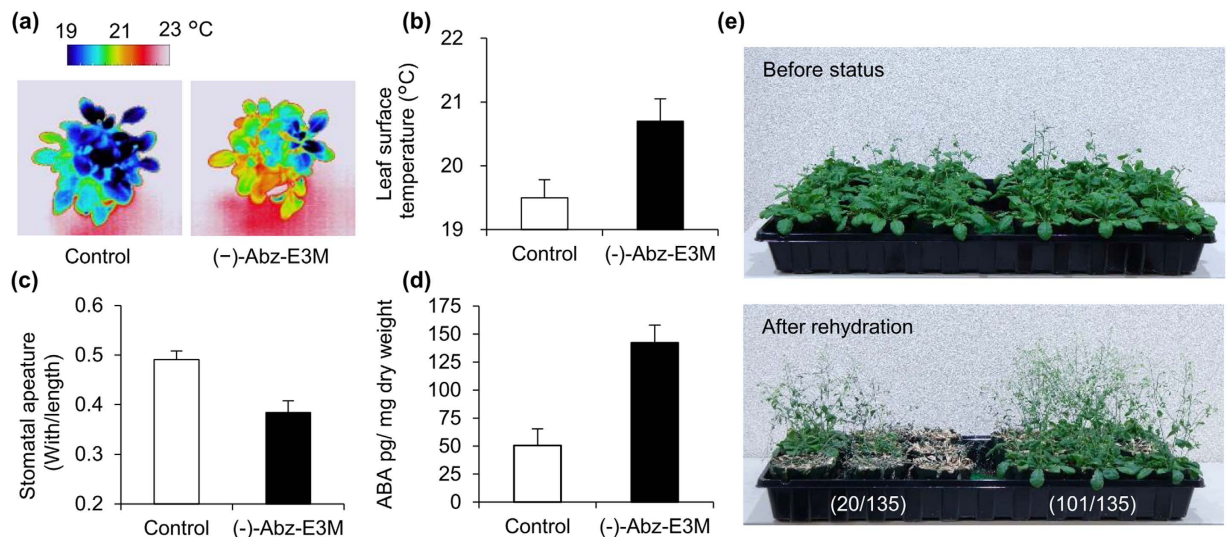 (a)
19 21 23 °C
Control (−)-Abz-E3M
(b)
Leaf surface
temperature (°C)
22
21
20
19
Control (-)-Abz-E3M
(c)
Stomatal apeature
(With/length)
0.6
0.5
0.4
0.3
0.2
Control (-)-Abz-E3M
(d)
ABA pg/ mg dry weight
175
150
125
100
75
50
25
0
Control (-)-Abz-E3M
(e)
Before status
After rehydration
(20/135) (101/135)